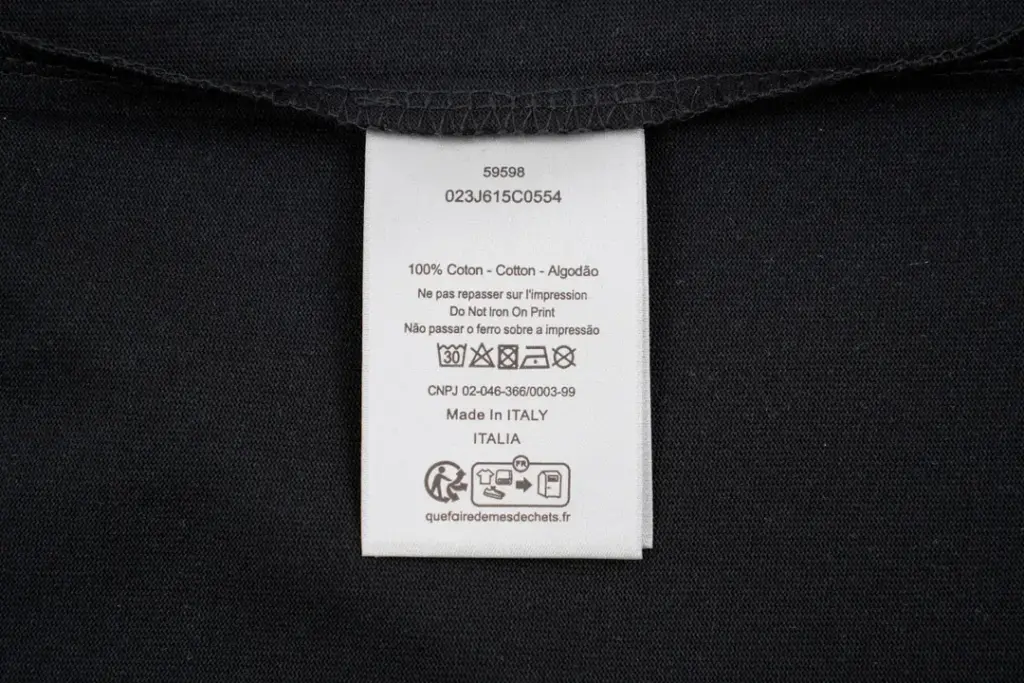 59598
023J615C0554
100% Coton - Cotton - Algodão
Ne pas repasser sur l'impression
Do Not Iron On Print
Não passar o ferro sobre a impressão
30
CNPJ 02-046-366/0003-99
Made In ITALY
ITALIA
FR
quefairedemesdechets.fr